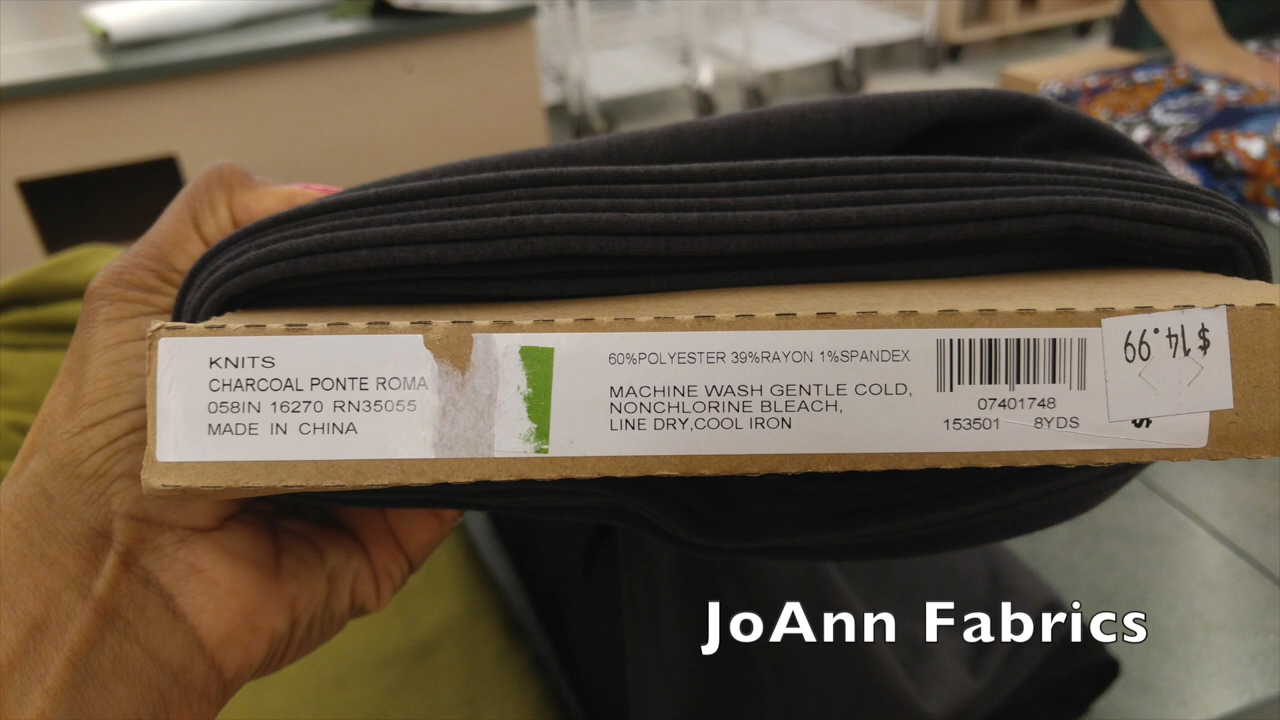 KNITS
CHARCOAL PONTE ROMA
058IN 16270 RN35055
MADE IN CHINA
60%POLYESTER 39%RAYON 1%SPANDEX
MACHINE WASH GENTLE COLD,
NONCHLORINE BLEACH,
LINE DRY,COOL IRON
07401748
153501 8YDS
$14.99
JoAnn Fabrics